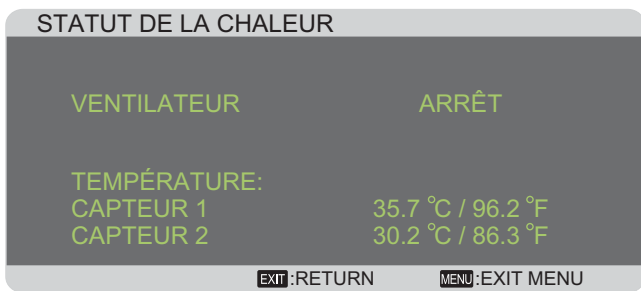 STATUT DE LA CHALEUR
VENTILATEUR ARRÊT
TEMPÉRATURE:
CAPTEUR 1 35.7 °C / 96.2 °F
CAPTEUR 2 30.2 °C / 86.3 °F
EXIT:RETURN MENU:EXIT MENU